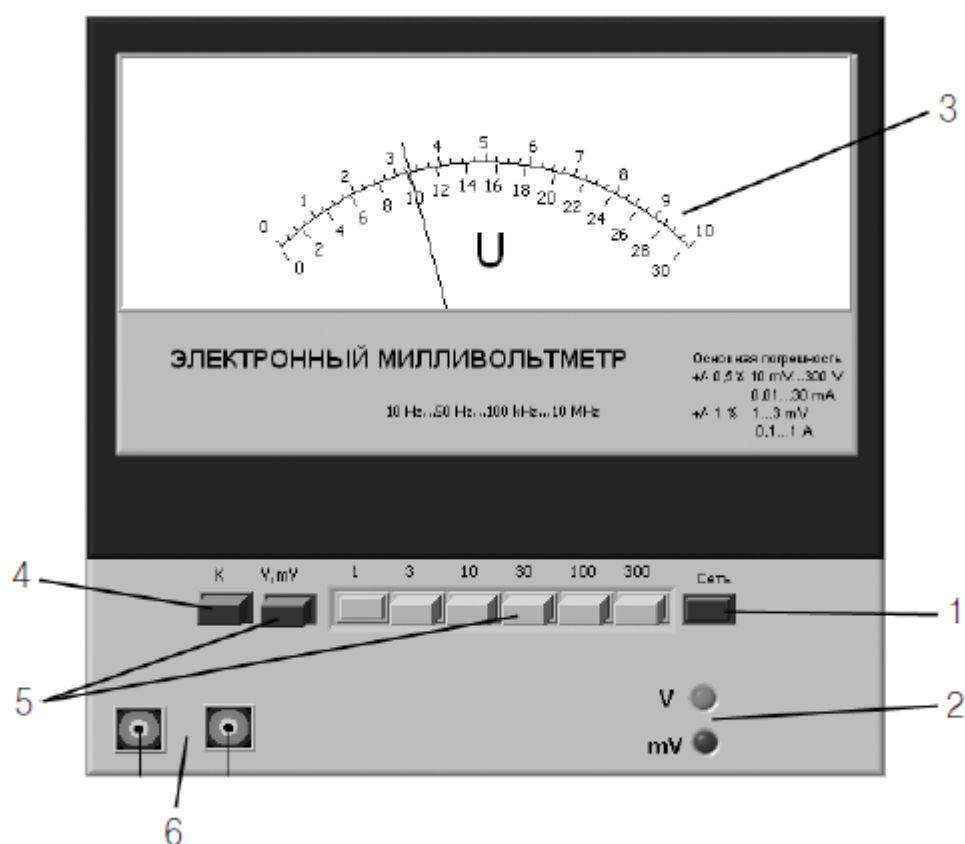 3
0 1 2 3 4 5 6 7 8 9 10
0 2 4 6 8 10 12 14 16 18 20 22 24 26 28 30
U
ЭЛЕКТРОННЫЙ МИЛЛИВОЛЬТМЕТР
10 Hz...50 Hz...100 kHz...10 MHz
Основная погрешность
+/- 0,5 % 10 mV...300 V
0,01...30 mA
+/- 1 % 1...3 mV
0,1...1 A
4
K V, mV 1 3 10 30 100 300 Сеть
1
5
V
2
mV
6